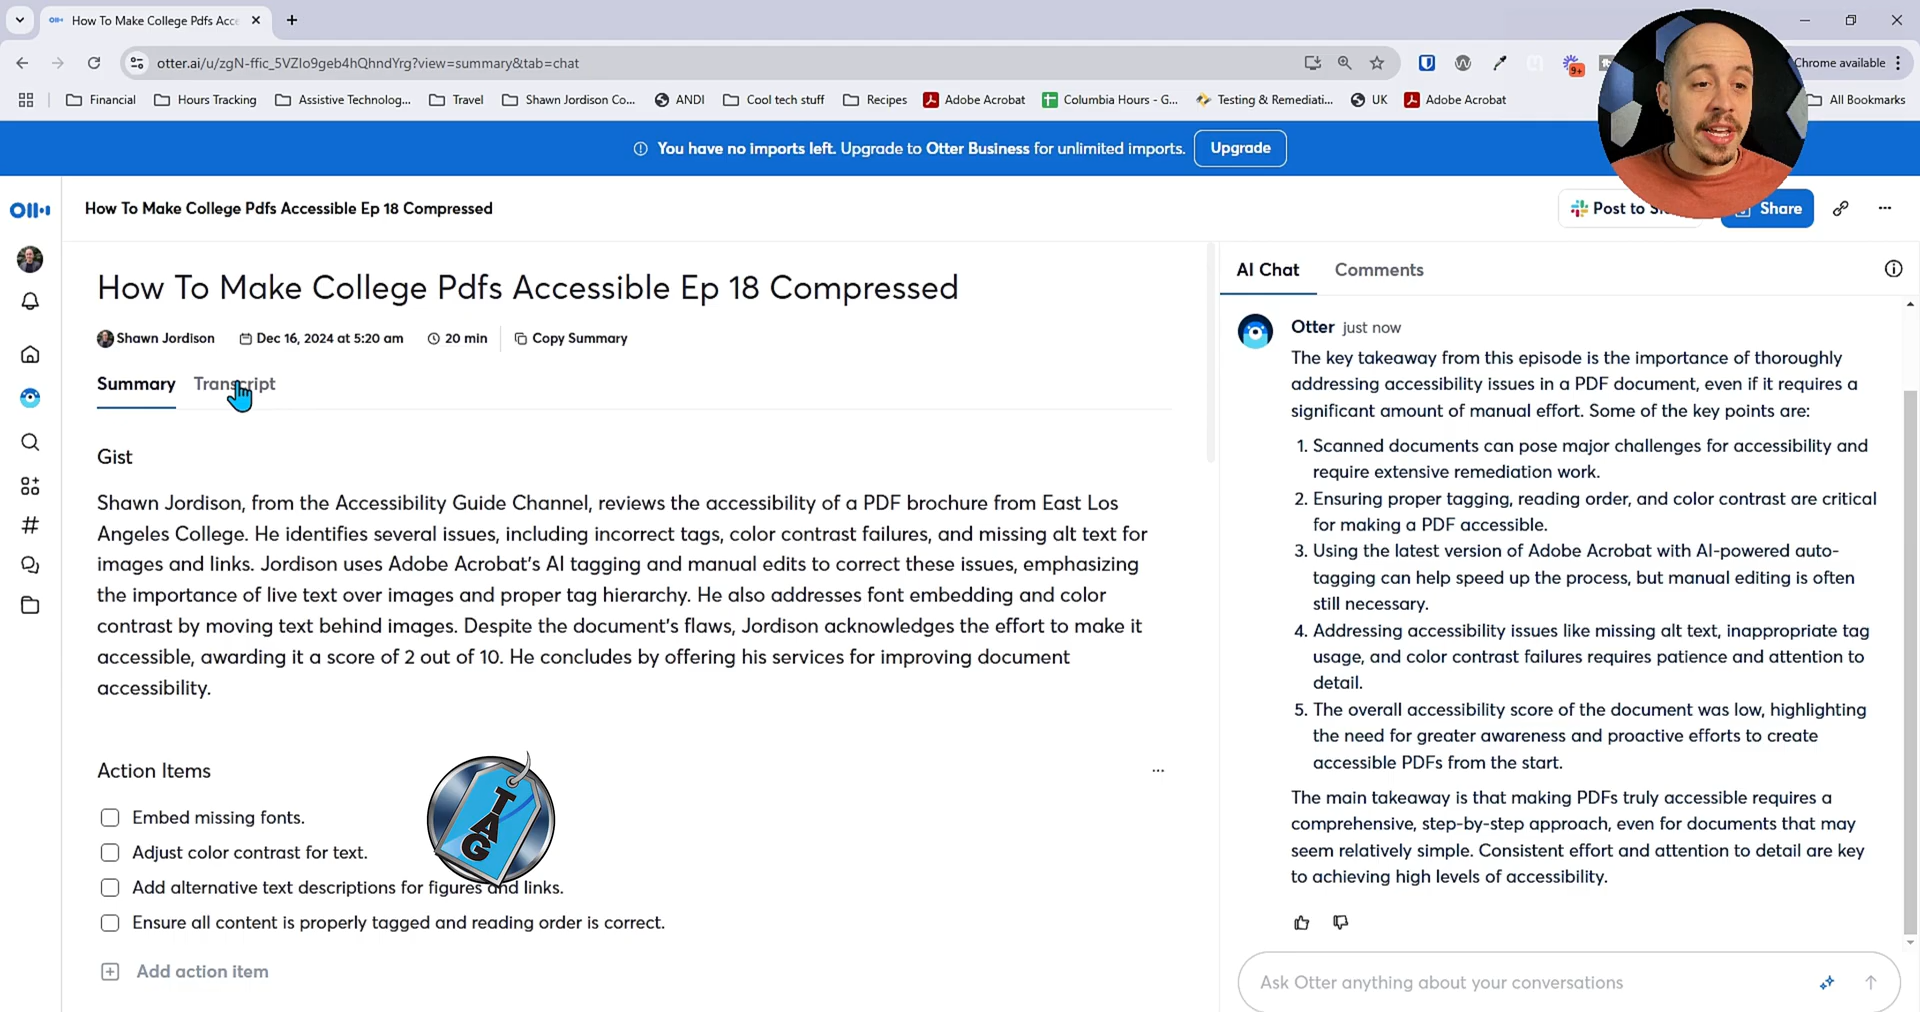 How To Make College Pdfs Acce
otter.ai/u/zgN-ffic_5VZIo9geb4hQhndYrg?view=summary&tab=chat
9+
Chrome available
Financial
Hours Tracking
Assistive Technolog...
Travel
Shawn Jordison Co...
ANDI
Cool tech stuff
Recipes
Adobe Acrobat
Columbia Hours - G...
Testing & Remediati...
UK
Adobe Acrobat
All Bookmarks
You have no imports left. Upgrade to Otter Business for unlimited imports.
Upgrade
How To Make College Pdfs Accessible Ep 18 Compressed
Post to
Share
How To Make College Pdfs Accessible Ep 18 Compressed
Shawn Jordison
Dec 16, 2024 at 5:20 am
20 min
Copy Summary
Summary
Transcript
Gist
Shawn Jordison, from the Accessibility Guide Channel, reviews the accessibility of a PDF brochure from East Los
Angeles College. He identifies several issues, including incorrect tags, color contrast failures, and missing alt text for
images and links. Jordison uses Adobe Acrobat's AI tagging and manual edits to correct these issues, emphasizing
the importance of live text over images and proper tag hierarchy. He also addresses font embedding and color
contrast by moving text behind images. Despite the document's flaws, Jordison acknowledges the effort to make it
accessible, awarding it a score of 2 out of 10. He concludes by offering his services for improving document
accessibility.
Action Items
Embed missing fonts.
Adjust color contrast for text.
Add alternative text descriptions for figures and links.
Ensure all content is properly tagged and reading order is correct.
Add action item
TAG
AI Chat
Comments
Otter just now
The key takeaway from this episode is the importance of thoroughly
addressing accessibility issues in a PDF document, even if it requires a
significant amount of manual effort. Some of the key points are:
1. Scanned documents can pose major challenges for accessibility and
require extensive remediation work.
2. Ensuring proper tagging, reading order, and color contrast are critical
for making a PDF accessible.
3. Using the latest version of Adobe Acrobat with AI-powered auto-
tagging can help speed up the process, but manual editing is often
still necessary.
4. Addressing accessibility issues like missing alt text, inappropriate tag
usage, and color contrast failures requires patience and attention to
detail.
5. The overall accessibility score of the document was low, highlighting
the need for greater awareness and proactive efforts to create
accessible PDFs from the start.
The main takeaway is that making PDFs truly accessible requires a
comprehensive, step-by-step approach, even for documents that may
seem relatively simple. Consistent effort and attention to detail are key
to achieving high levels of accessibility.
Ask Otter anything about your conversations